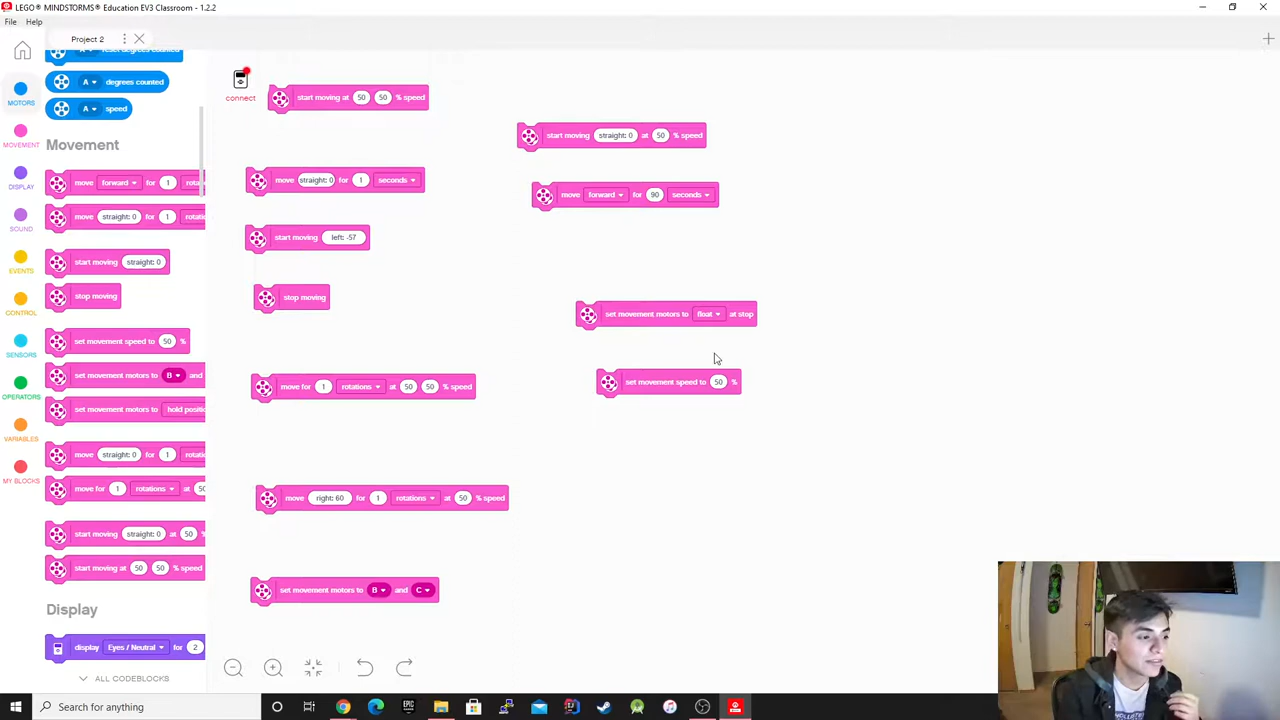 LEGO® MINDSTORMS® Education EV3 Classroom - 1.2.2
File Help
Project 2
A degrees counted
MOTORS
A degrees counted
A speed
MOVEMENT
Movement
DISPLAY
move forward for 1
SOUND
move straight: 0 for 1
EVENTS
start moving straight: 0
CONTROL
stop moving
SENSORS
set movement speed to 50 %
OPERATORS
set movement motors to B and
VARIABLES
set movement motors to hold
MY BLOCKS
move straight: 0 for 1
move for 1 rotations at
start moving straight: 0 at 50
start moving at 50 50 % speed
Display
display Eyes / Neutral for 2
ALL CODEBLOCKS
connect
start moving at 50 50 % speed
start moving straight: 0 at 50 % speed
move straight: 0 for 1 seconds
move forward for 90 seconds
start moving left: -57
stop moving
set movement motors to float at stop
set movement speed to 50 %
move for 1 rotations at 50 50 % speed
move right: 60 for 1 rotations at 50 % speed
set movement motors to B and C
Search for anything